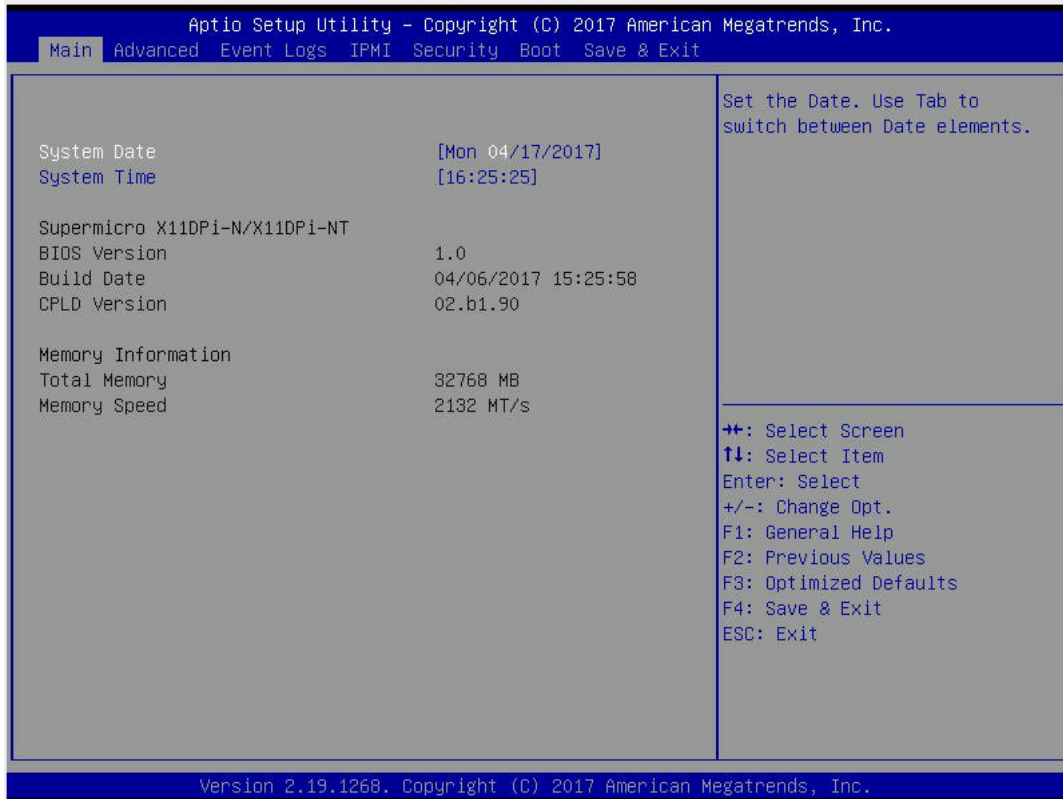 Aptio Setup Utility – Copyright (C) 2017 American Megatrends, Inc.
Main Advanced Event Logs IPMI Security Boot Save & Exit
System Date [Mon 04/17/2017]
System Time [16:25:25]
Supermicro X11DPi-N/X11DPi-NT
BIOS Version 1.0
Build Date 04/06/2017 15:25:58
CPLD Version 02.b1.90
Memory Information
Total Memory 32768 MB
Memory Speed 2132 MT/s
Set the Date. Use Tab to
switch between Date elements.
→←: Select Screen
↑↓: Select Item
Enter: Select
+/-: Change Opt.
F1: General Help
F2: Previous Values
F3: Optimized Defaults
F4: Save & Exit
ESC: Exit
Version 2.19.1268. Copyright (C) 2017 American Megatrends, Inc.